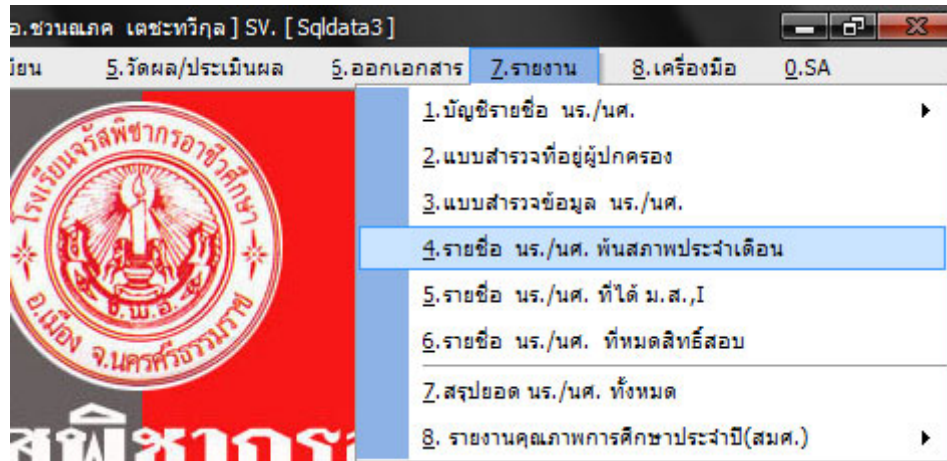 อ.ชวนณภค เตชะทวีกุล] SV. [Sqldata3]
5.วัดผล/ประเมินผล 6.ออกเอกสาร 7.รายงาน 8.เครื่องมือ 0.SA
1.บัญชีรายชื่อ นร./นศ.
2.แบบสำรวจที่อยู่ผู้ปกครอง
3.แบบสำรวจข้อมูล นร./นศ.
4.รายชื่อ นร./นศ. พ้นสภาพประจำเดือน
5.รายชื่อ นร./นศ. ที่ได้ ม.ส.,I
6.รายชื่อ นร./นศ. ที่หมดสิทธิ์สอบ
7.สรุปยอด นร./นศ. ทั้งหมด
8. รายงานคุณภาพการศึกษาประจำปี(สมศ.)
โรงเรียนจรัสพิชากรอาชีวศึกษา
จ.พ.อ.
อ.เมือง จ.นครศรีธรรมราช